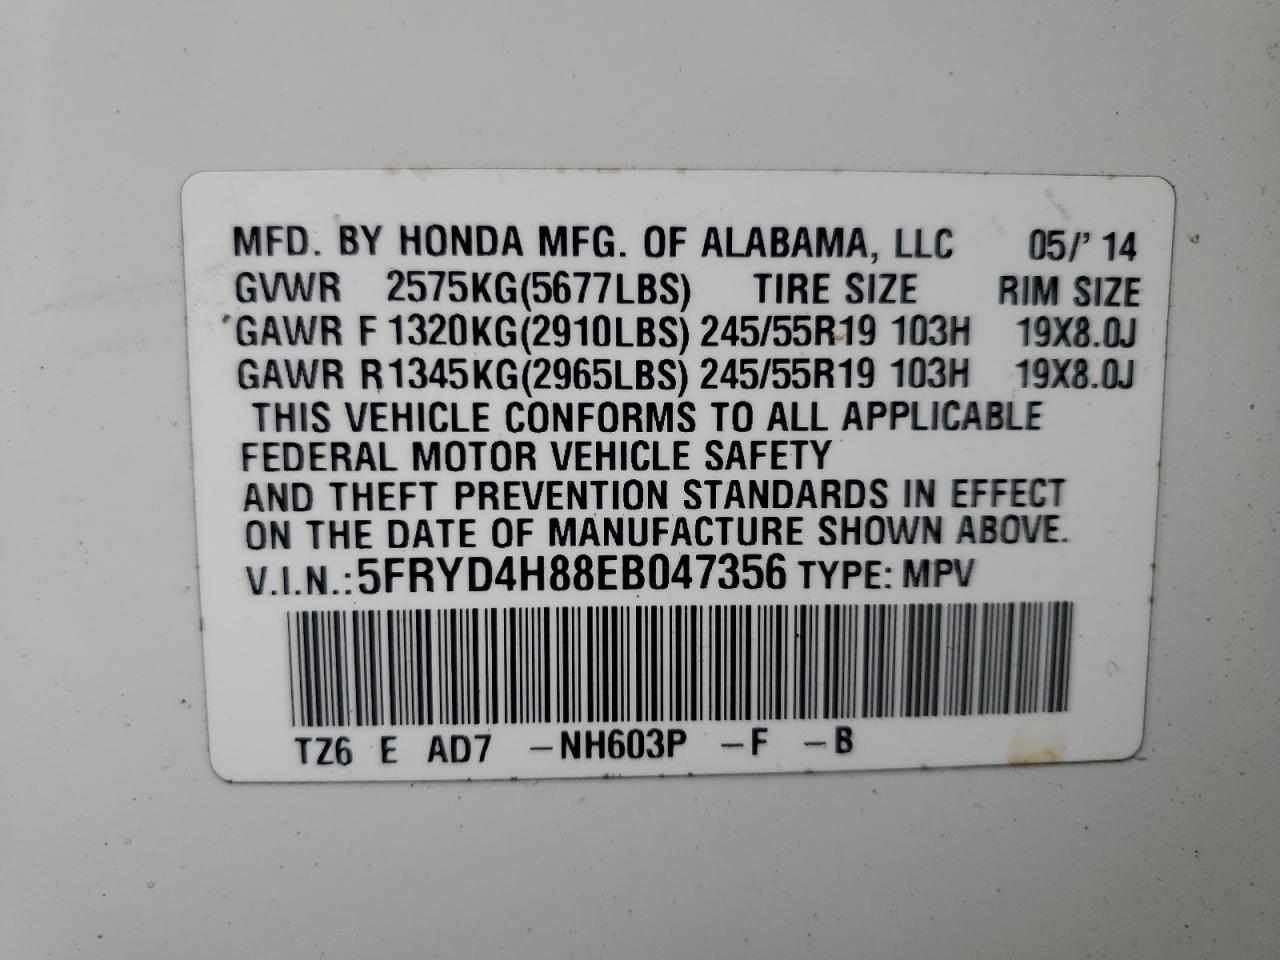 MFD. BY HONDA MFG. OF ALABAMA, LLC 05/' 14
GVWR 2575KG(5677LBS) TIRE SIZE RIM SIZE
GAWR F 1320KG(2910LBS) 245/55R19 103H 19X8.0J
GAWR R 1345KG(2965LBS) 245/55R19 103H 19X8.0J
THIS VEHICLE CONFORMS TO ALL APPLICABLE
FEDERAL MOTOR VEHICLE SAFETY
AND THEFT PREVENTION STANDARDS IN EFFECT
ON THE DATE OF MANUFACTURE SHOWN ABOVE.
V.I.N.: 5FRYD4H88EB047356 TYPE: MPV
TZ6 E AD7 -NH603P -F -B